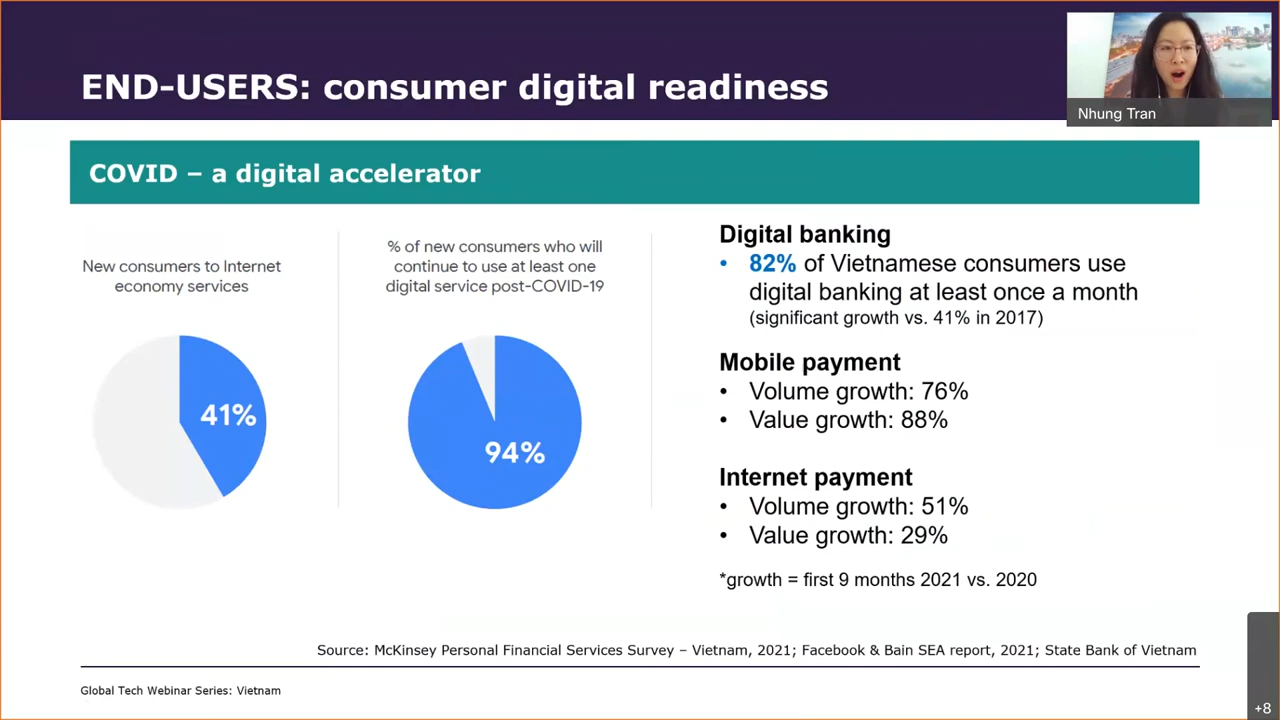 END-USERS: consumer digital readiness
Nhung Tran
COVID – a digital accelerator
New consumers to Internet
economy services
41%
% of new consumers who will
continue to use at least one
digital service post-COVID-19
94%
Digital banking
• 82% of Vietnamese consumers use
digital banking at least once a month
(significant growth vs. 41% in 2017)
Mobile payment
• Volume growth: 76%
• Value growth: 88%
Internet payment
• Volume growth: 51%
• Value growth: 29%
*growth = first 9 months 2021 vs. 2020
Source: McKinsey Personal Financial Services Survey – Vietnam, 2021; Facebook & Bain SEA report, 2021; State Bank of Vietnam
Global Tech Webinar Series: Vietnam
+8